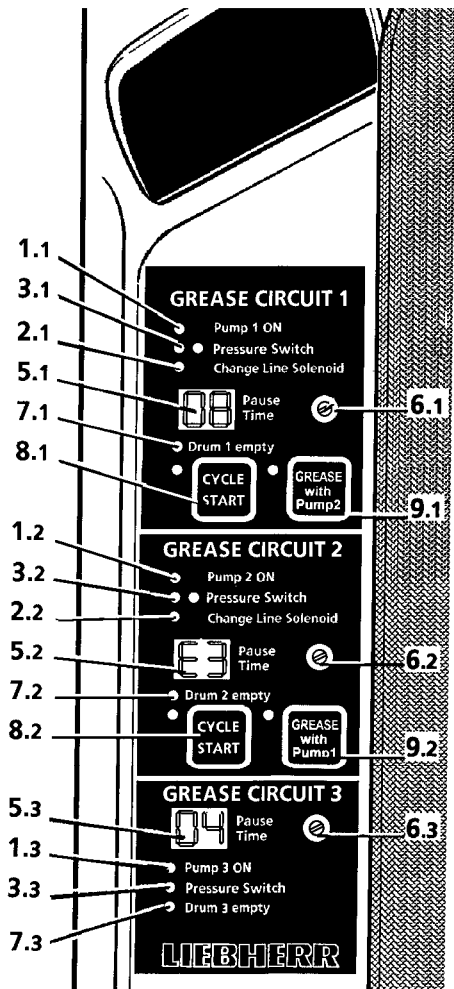 GREASE CIRCUIT 1
1.1 Pump 1 ON
3.1 Pressure Switch
2.1 Change Line Solenoid
5.1 08 Pause Time 6.1
7.1 Drum 1 empty
8.1 CYCLE START
GREASE with Pump2 9.1
GREASE CIRCUIT 2
1.2 Pump 2 ON
3.2 Pressure Switch
2.2 Change Line Solenoid
5.2 E3 Pause Time 6.2
7.2 Drum 2 empty
8.2 CYCLE START
GREASE with Pump1 9.2
GREASE CIRCUIT 3
5.3 04 Pause Time 6.3
1.3 Pump 3 ON
3.3 Pressure Switch
7.3 Drum 3 empty
LIEBHERR